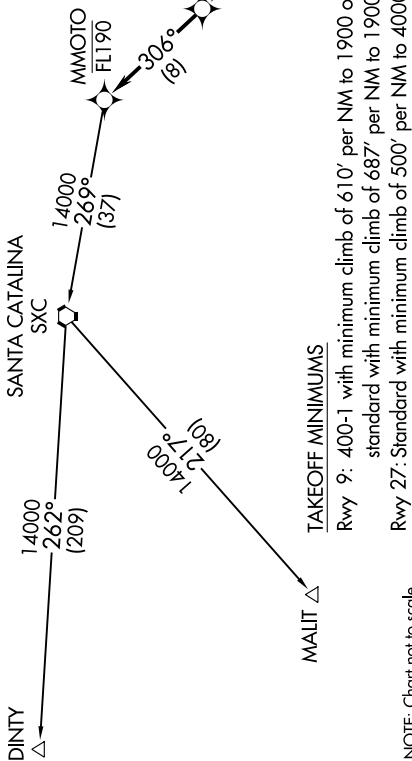 DINTY
14000
262°
(209)
SANTA CATALINA
SXC
14000
269°
(37)
MMOTO
FL190
306°
(8)
14000
217°
(80)
MALIT
TAKEOFF MINIMUMS
Rwy 9: 400-1 with minimum climb of 610' per NM to 1900 o
standard with minimum climb of 687' per NM to 1900
Rwy 27: Standard with minimum climb of 500' per NM to 4000
NOTE: Chart not to scale